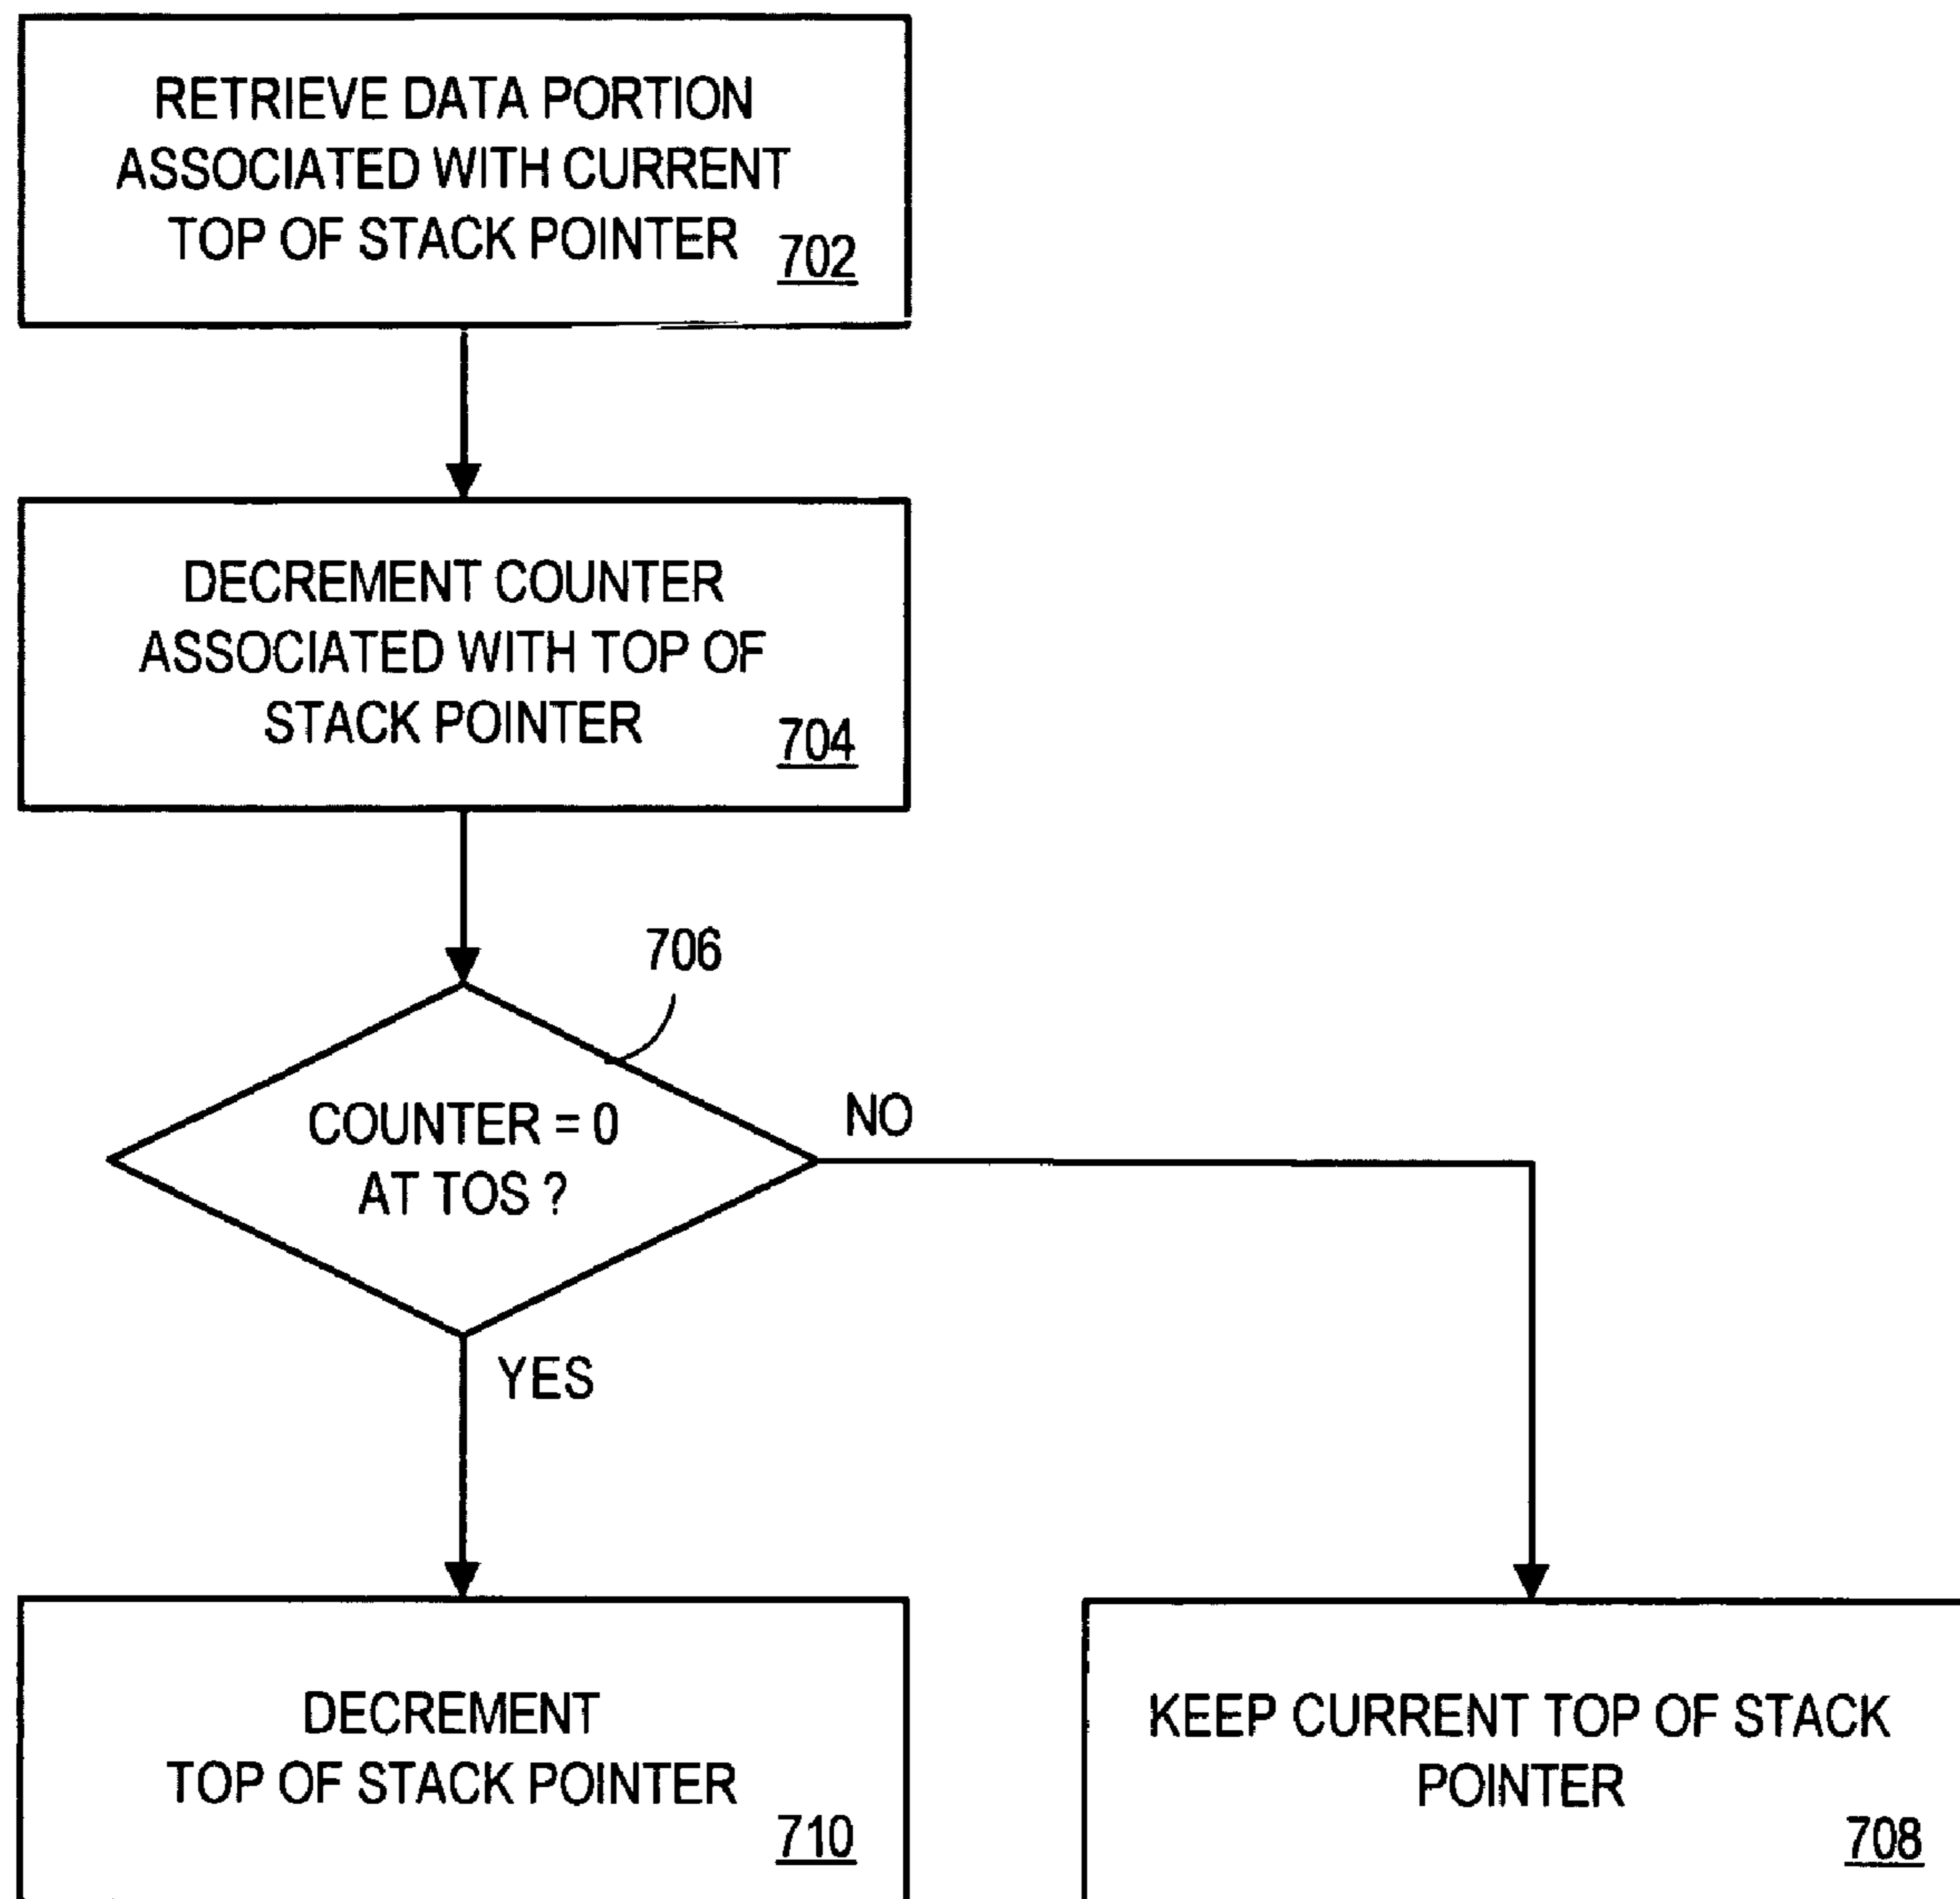 RETRIEVE DATA PORTION
ASSOCIATED WITH CURRENT
TOP OF STACK POINTER
702
DECREMENT COUNTER
ASSOCIATED WITH TOP OF
STACK POINTER
704
706
COUNTER = 0
AT TOS ?
NO
YES
DECREMENT
TOP OF STACK POINTER
710
KEEP CURRENT TOP OF STACK
POINTER
708